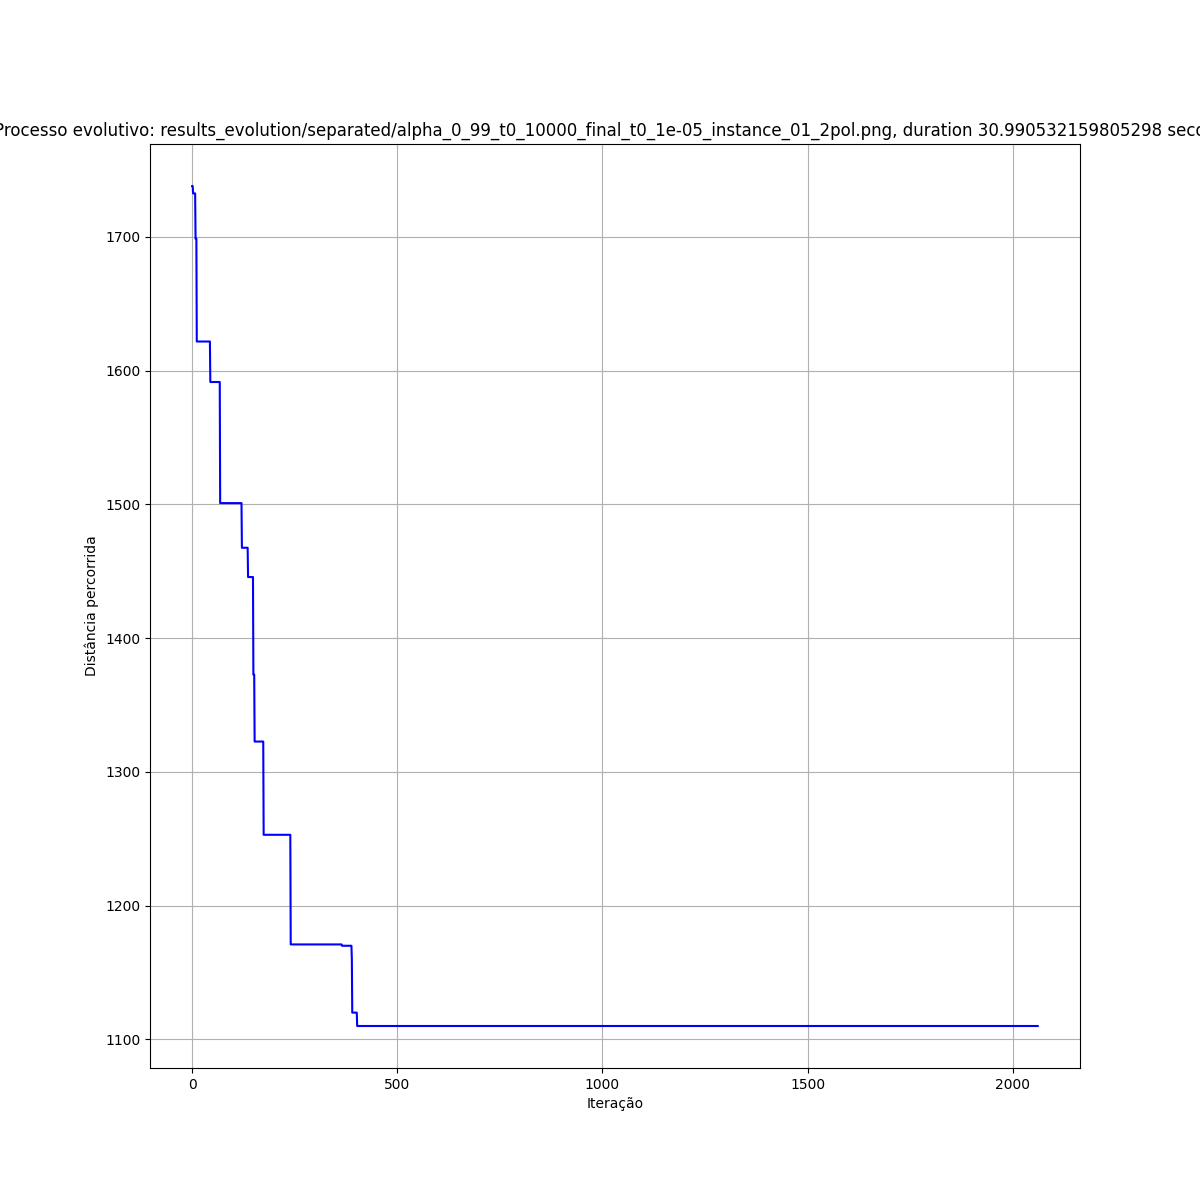 Processo evolutivo: results_evolution/separated/alpha_0_99_t0_10000_final_t0_1e-05_instance_01_2pol.png, duration 30.990532159805298 seco
1700
1600
1500
1400
1300
1200
1100
Distância percorrida
0 500 1000 1500 2000
Iteração